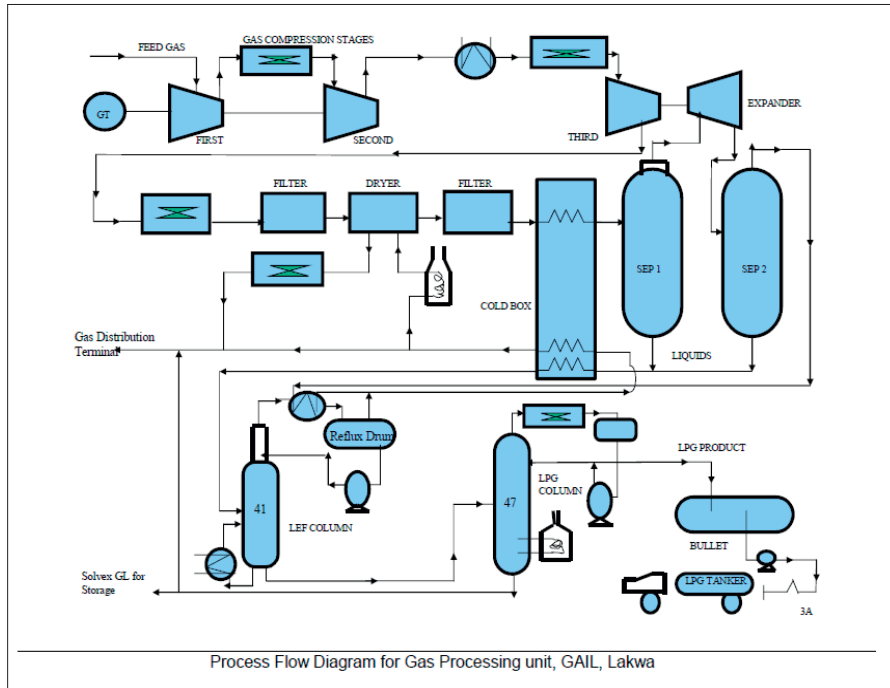 FEED GAS
GAS COMPRESSION STAGES
GT
FIRST
SECOND
THIRD
EXPANDER
FILTER
DRYER
FILTER
SEP 1
SEP 2
COLD BOX
Gas Distribution
Terminal
LIQUIDS
Reflux Drum
LPG
COLUMN
LPG PRODUCT
41
47
LEF COLUMN
BULLET
Solvex GL for
Storage
LPG TANKER
3A
Process Flow Diagram for Gas Processing unit, GAIL, Lakwa